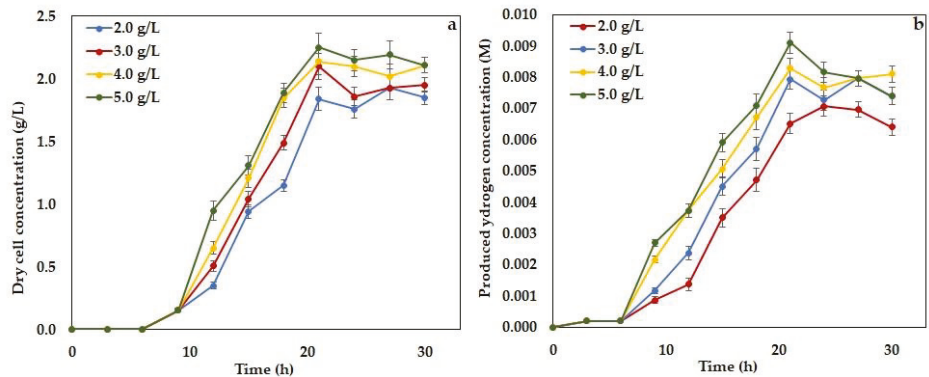 a
2.0 g/L
3.0 g/L
4.0 g/L
5.0 g/L
Dry cell concentration (g/L)
2.5
2.0
1.5
1.0
0.5
0.0
0
10
20
30
Time (h)
b
2.0 g/L
3.0 g/L
4.0 g/L
5.0 g/L
Produced ydrogen concentration (M)
0.010
0.009
0.008
0.007
0.006
0.005
0.004
0.003
0.002
0.001
0.000
0
10
20
30
Time (h)